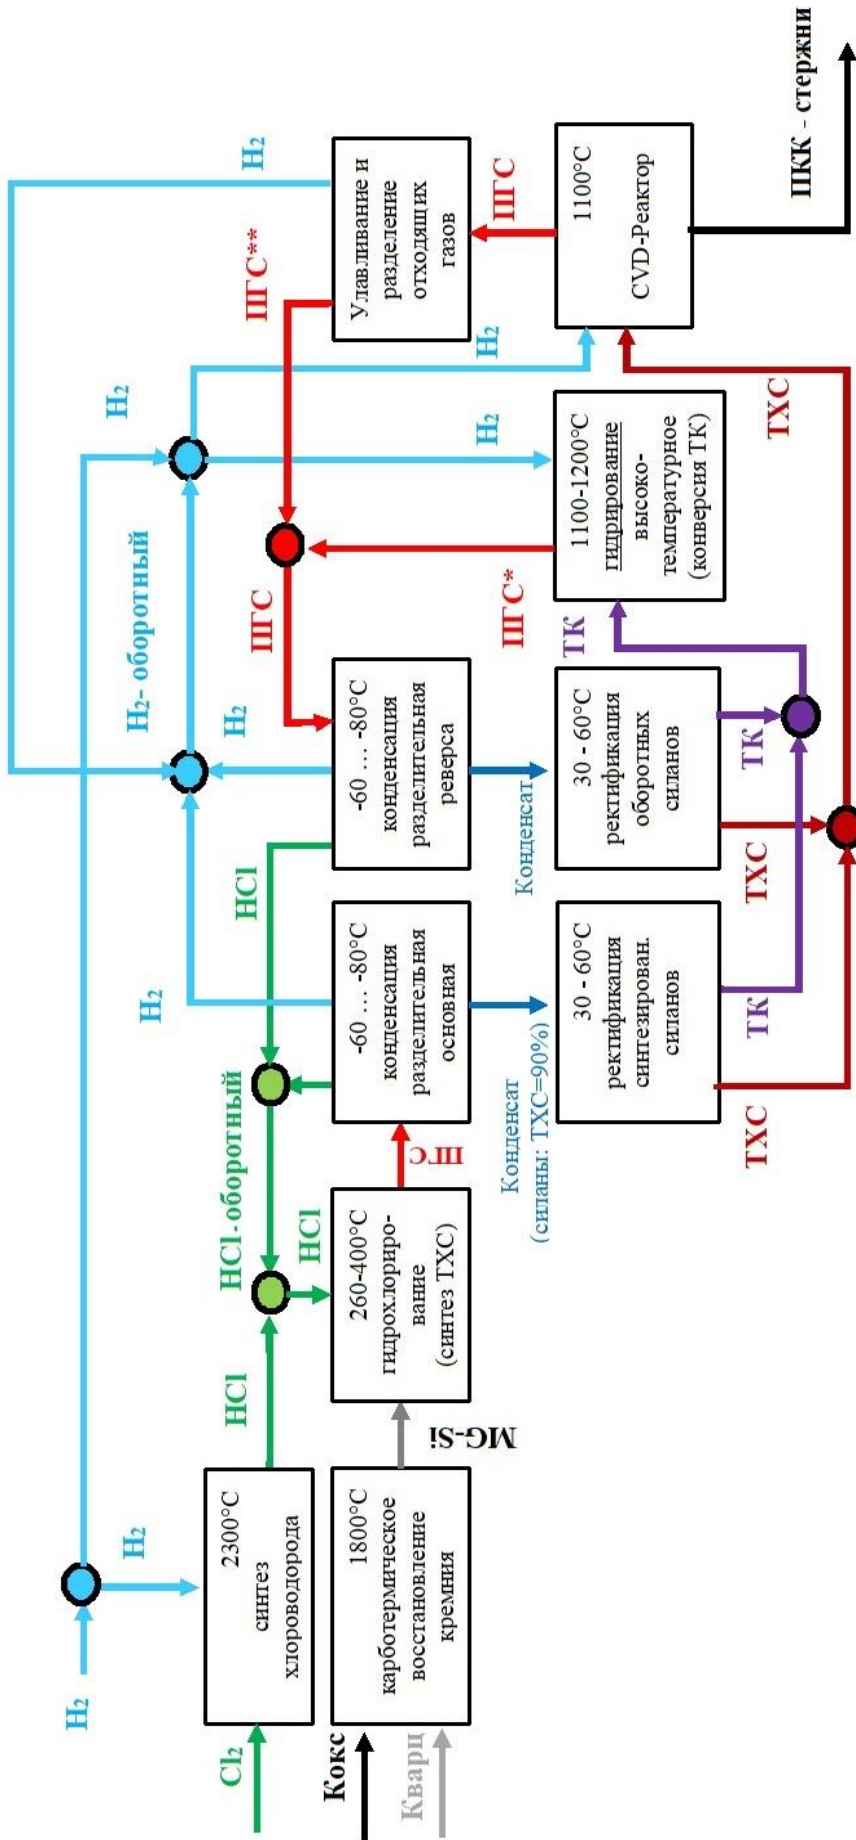 H₂
H₂
H₂
H₂
H₂- оборотный
H₂
H₂
H₂
H₂
Cl₂
2300°C
синтез
хлороводорода
HCl
HCl- оборотный
HCl
HCl
Кокс
Кварц
1800°C
карботермическое
восстановление
кремния
MG-Si
260-400°C
гидрохлориро-
вание
(синтез ТХС)
ПГС
-60 … -80°C
конденсация
разделительная
основная
-60 … -80°C
конденсация
разделительная
реверса
ПГС
ПГС**
Улавливание и
разделение
отходящих
газов
ПГС*
ПГС
Конденсат
(силаны: ТХС=90%)
Конденсат
30 - 60°C
ректификация
синтезирован.
силанов
30 - 60°C
ректификация
оборотных
силанов
ТК
1100-1200°C
гидрирование
высоко-
температурное
(конверсия ТК)
1100°C
CVD-Реактор
ТХС
ТК
ТХС
ТК
ТХС
ПКК - стержни